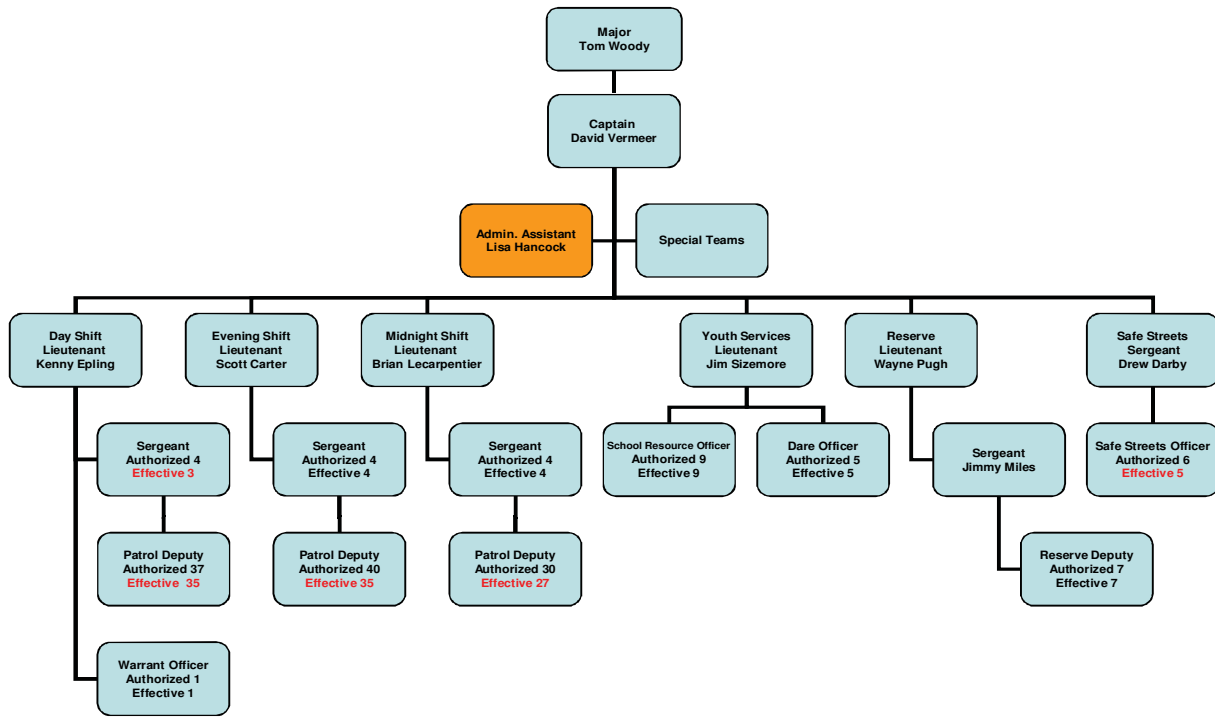 Major
Tom Woody
Captain
David Vermeer
Admin. Assistant
Lisa Hancock
Special Teams
Day Shift
Lieutenant
Kenny Epling
Evening Shift
Lieutenant
Scott Carter
Midnight Shift
Lieutenant
Brian Lecarpentier
Youth Services
Lieutenant
Jim Sizemore
Reserve
Lieutenant
Wayne Pugh
Safe Streets
Sergeant
Drew Darby
Sergeant
Authorized 4
Effective 3
Sergeant
Authorized 4
Effective 4
Sergeant
Authorized 4
Effective 4
School Resource Officer
Authorized 9
Effective 9
Dare Officer
Authorized 5
Effective 5
Sergeant
Jimmy Miles
Safe Streets Officer
Authorized 6
Effective 5
Patrol Deputy
Authorized 37
Effective 35
Patrol Deputy
Authorized 40
Effective 35
Patrol Deputy
Authorized 30
Effective 27
Reserve Deputy
Authorized 7
Effective 7
Warrant Officer
Authorized 1
Effective 1